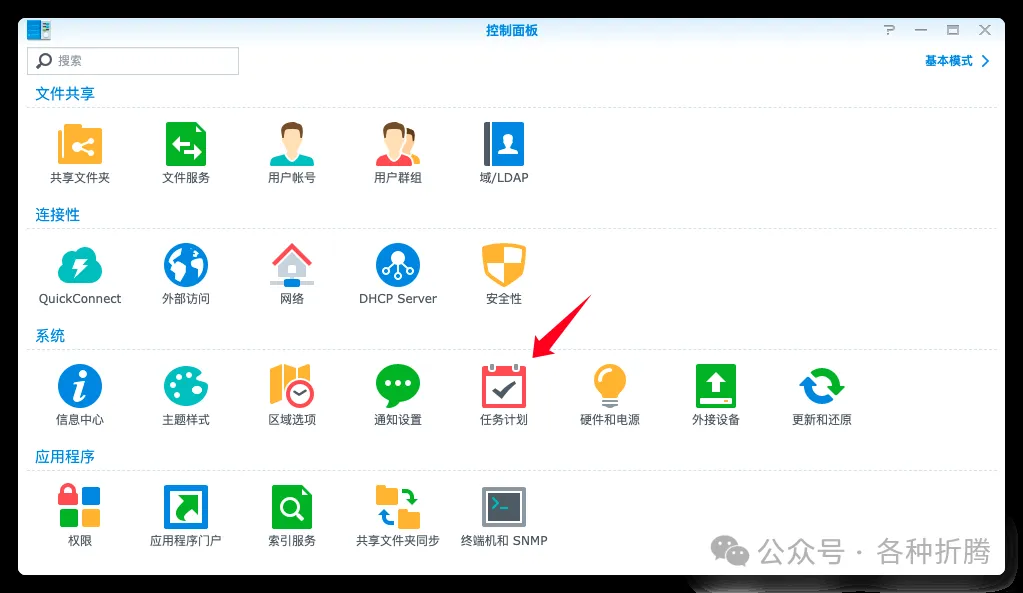 控制面板
搜索
基本模式
文件共享
共享文件夹 文件服务 用户帐号 用户群组 域/LDAP
连接性
QuickConnect 外部访问 网络 DHCP Server 安全性
系统
信息中心 主题样式 区域选项 通知设置 任务计划 硬件和电源 外接设备 更新和还原
应用程序
权限 应用程序门户 索引服务 共享文件夹同步 终端机和 SNMP
公众号 · 各种折腾